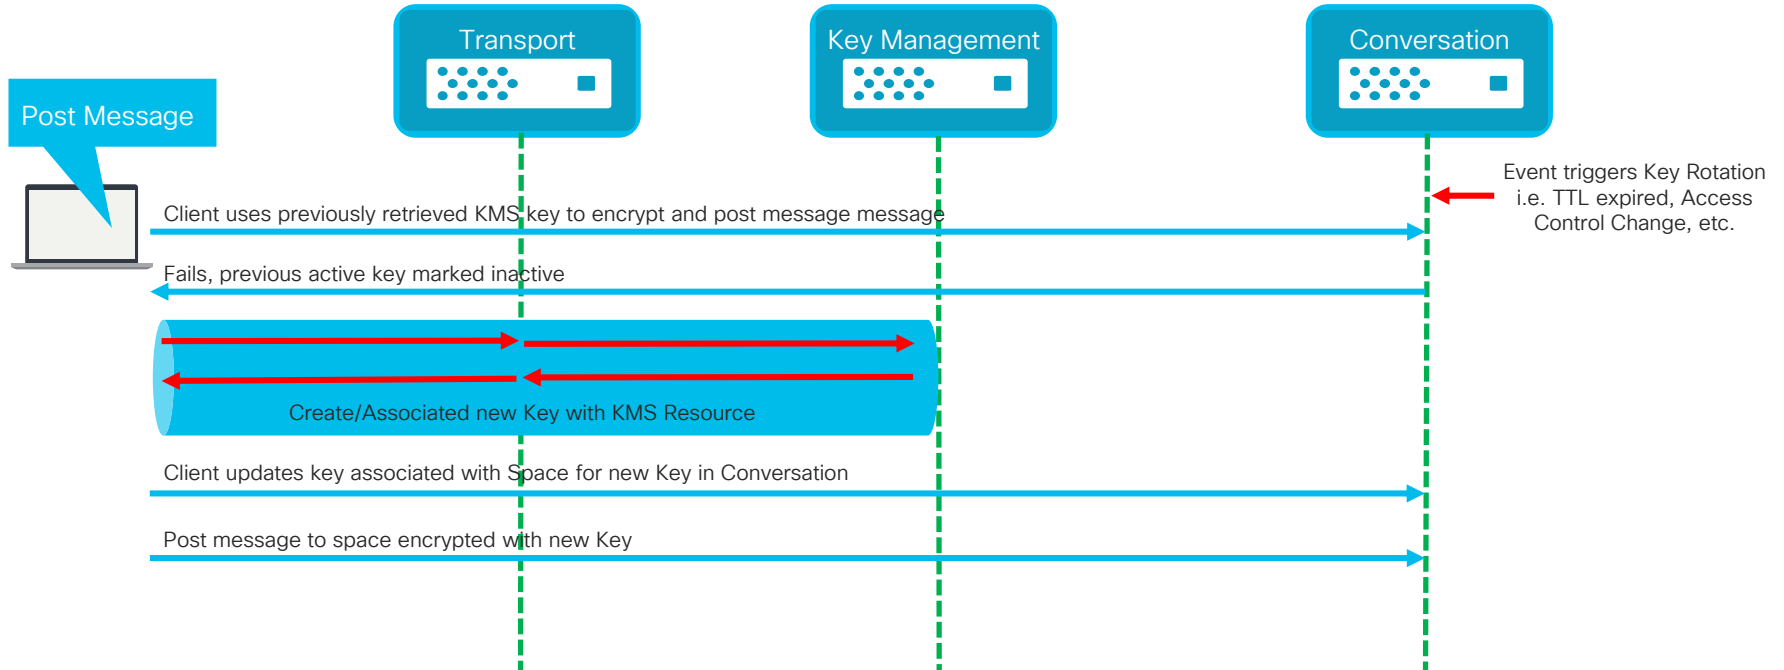 Transport
Key Management
Conversation
Post Message
Event triggers Key Rotation
i.e. TTL expired, Access
Control Change, etc.
Client uses previously retrieved KMS key to encrypt and post message message
Fails, previous active key marked inactive
Create/Associated new Key with KMS Resource
Client updates key associated with Space for new Key in Conversation
Post message to space encrypted with new Key